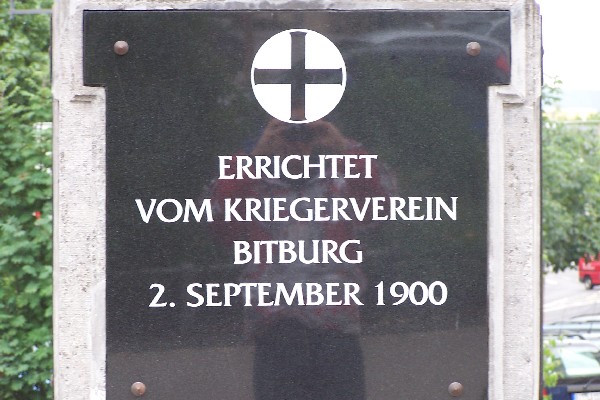 ERRICHTET
VOM KRIEGERVEREIN
BITBURG
2. SEPTEMBER 1900